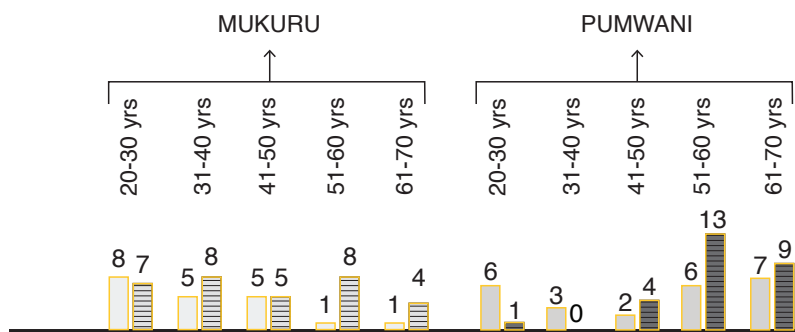 MUKURU PUMWANI
20-30 yrs 31-40 yrs 41-50 yrs 51-60 yrs 61-70 yrs 20-30 yrs 31-40 yrs 41-50 yrs 51-60 yrs 61-70 yrs
8 7 5 8 5 5 1 8 1 4 6 1 3 0 2 4 6 13 7 9